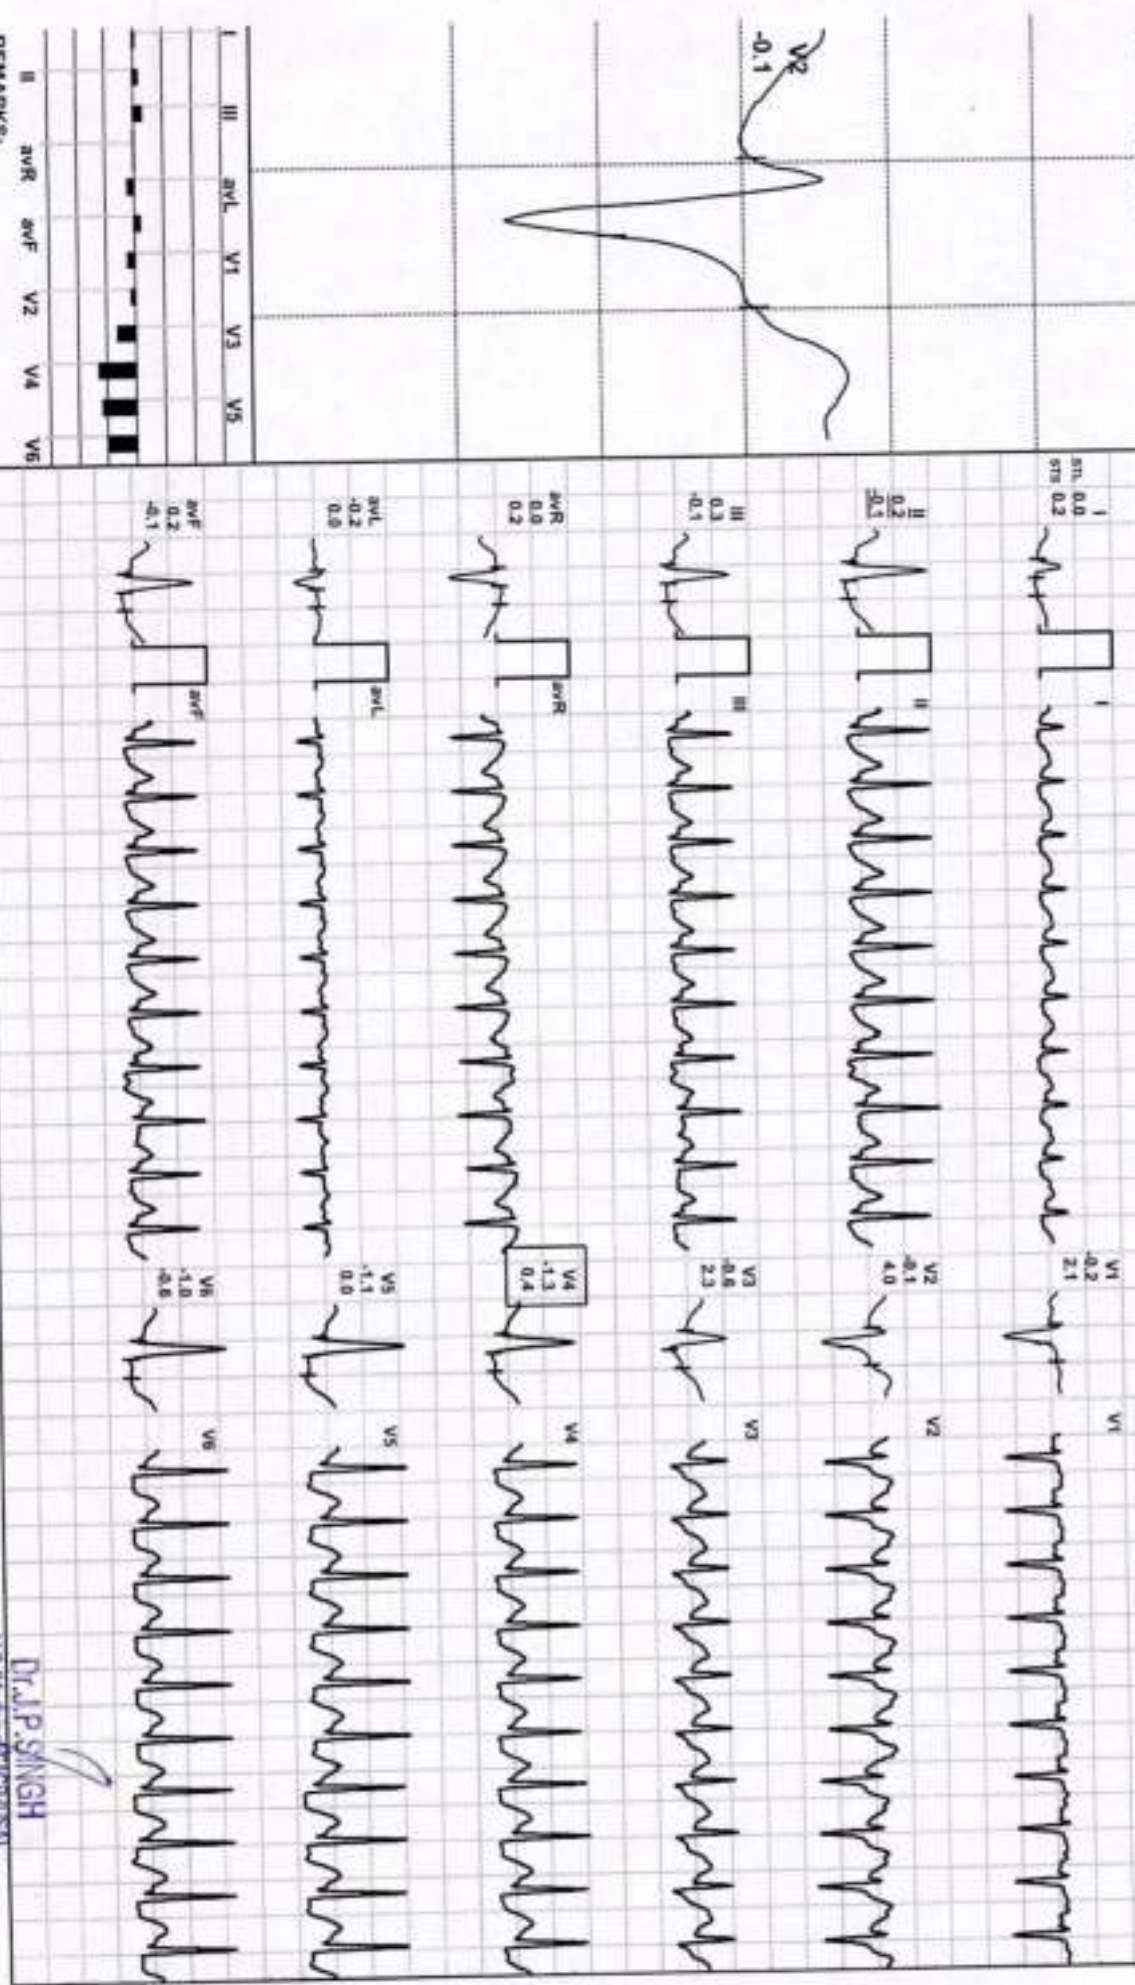 V2
-0.1
I
III
avL
V1
V3
V5
II
avR
avF
V2
V4
V6
REMARKS:
I
STL 0.0
STS 0.2
I
II
0.2
-0.1
II
III
0.3
-0.1
III
avR
0.0
0.2
avR
avL
-0.2
0.0
avL
avF
0.2
-0.1
avF
V1
-0.2
2.1
V1
V2
-0.1
4.0
V2
V3
-0.6
2.3
V3
V4
-1.3
0.4
V4
V5
-1.1
0.0
V5
V6
-1.0
-0.6
V6
Dr.J.P.SINGH